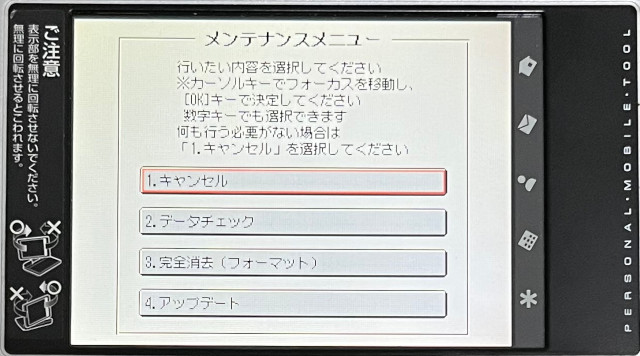 メンテナンスメニュー
行いたい内容を選択してください
※カーソルキーでフォーカスを移動し、
[OK]キーで決定してください
数字キーでも選択できます
何も行う必要がない場合は
「1.キャンセル」を選択してください
1.キャンセル
2.データチェック
3.完全消去(フォーマット)
4.アップデート
ご注意
表示部を無理に回転させないでください。
無理に回転させるとこわれます。
PERSONAL・MOBILE・TOOL